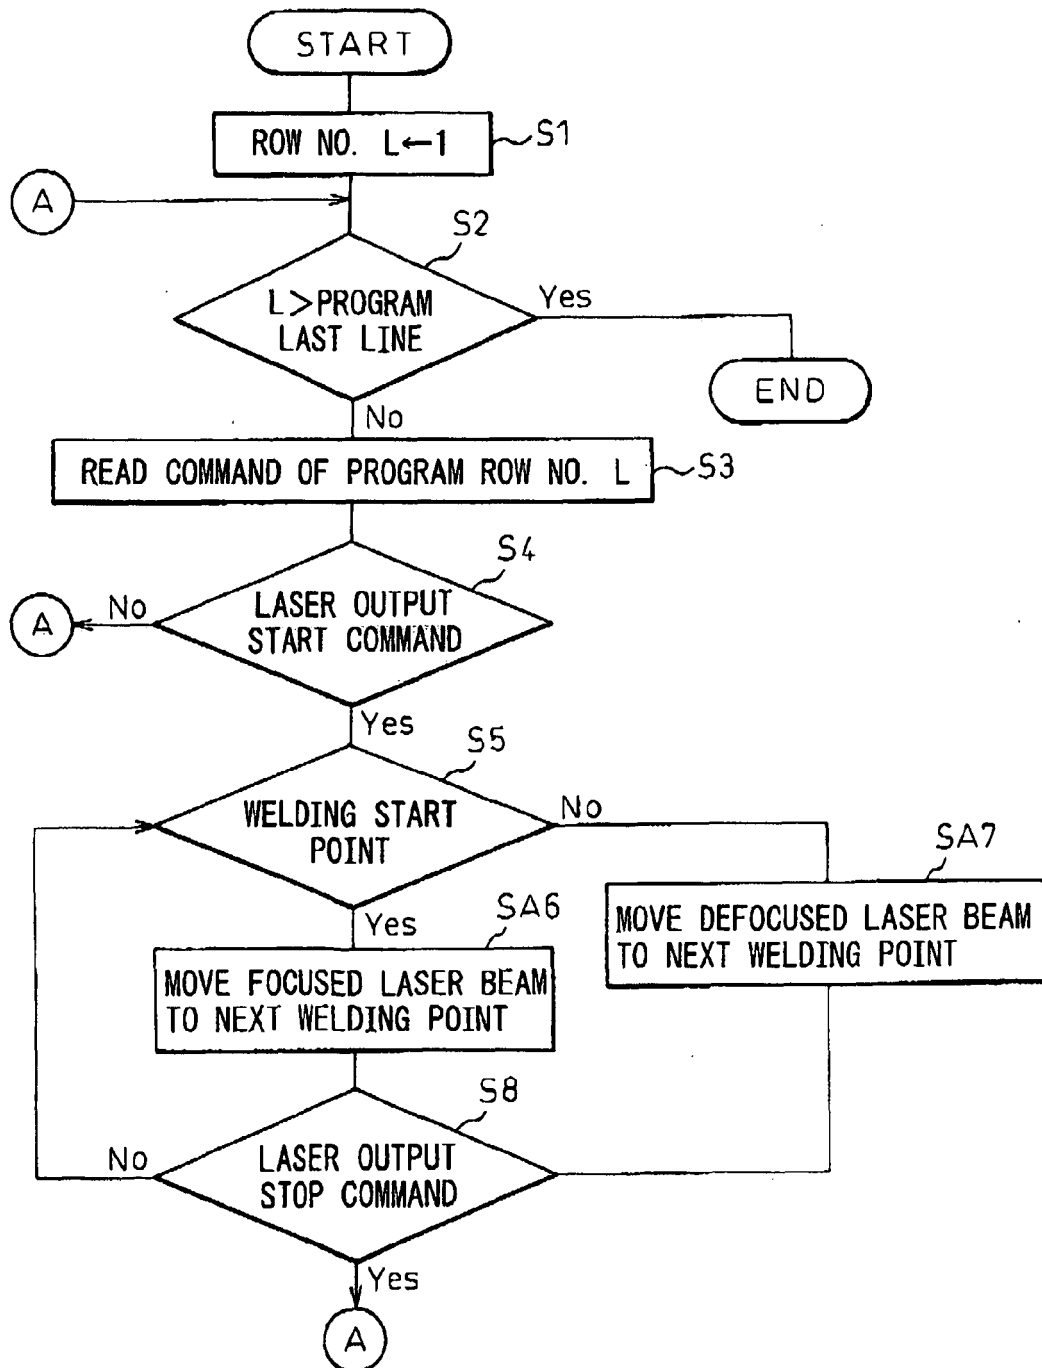 START
ROW NO. L←1
S1
A
S2
L>PROGRAM
LAST LINE
Yes
END
No
READ COMMAND OF PROGRAM ROW NO. L
S3
S4
LASER OUTPUT
START COMMAND
No
A
Yes
S5
WELDING START
POINT
No
SA7
MOVE DEFOCUSED LASER BEAM
TO NEXT WELDING POINT
Yes
SA6
MOVE FOCUSED LASER BEAM
TO NEXT WELDING POINT
S8
LASER OUTPUT
STOP COMMAND
No
Yes
A